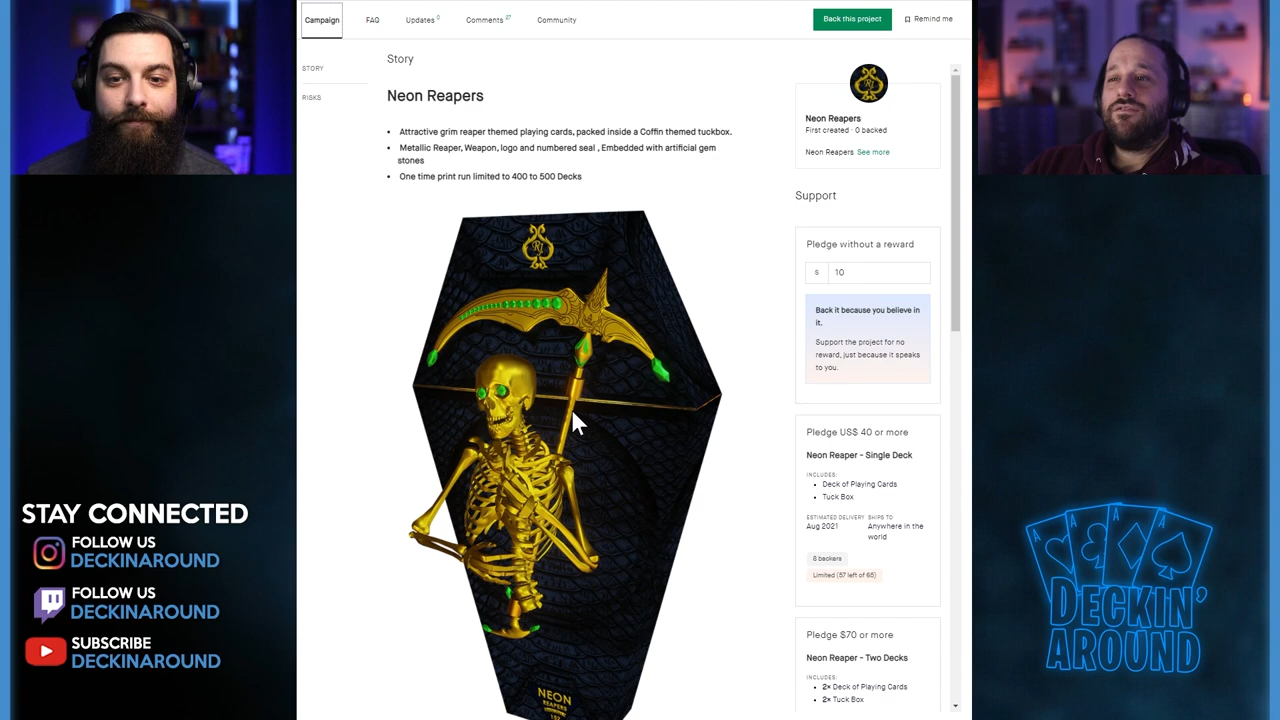 Campaign
FAQ
Updates 0
Comments 27
Community
Back this project
Remind me
STORY
RISKS
Story
Neon Reapers
• Attractive grim reaper themed playing cards, packed inside a Coffin themed tuckbox.
• Metallic Reaper, Weapon, logo and numbered seal , Embedded with artificial gem
stones
• One time print run limited to 400 to 500 Decks
NEON
REAPERS
Neon Reapers
First created · 0 backed
Neon Reapers See more
Support
Pledge without a reward
$ 10
Back it because you believe in
it.
Support the project for no
reward, just because it speaks
to you.
Pledge US$ 40 or more
Neon Reaper - Single Deck
INCLUDES:
• Deck of Playing Cards
• Tuck Box
ESTIMATED DELIVERY SHIPS TO
Aug 2021 Anywhere in the
world
8 backers
Limited (57 left of 65)
Pledge $70 or more
Neon Reaper - Two Decks
INCLUDES:
• 2× Deck of Playing Cards
• 2× Tuck Box
STAY CONNECTED
FOLLOW US
DECKINAROUND
FOLLOW US
DECKINAROUND
SUBSCRIBE
DECKINAROUND
A A A A
DECKIN'
AROUND